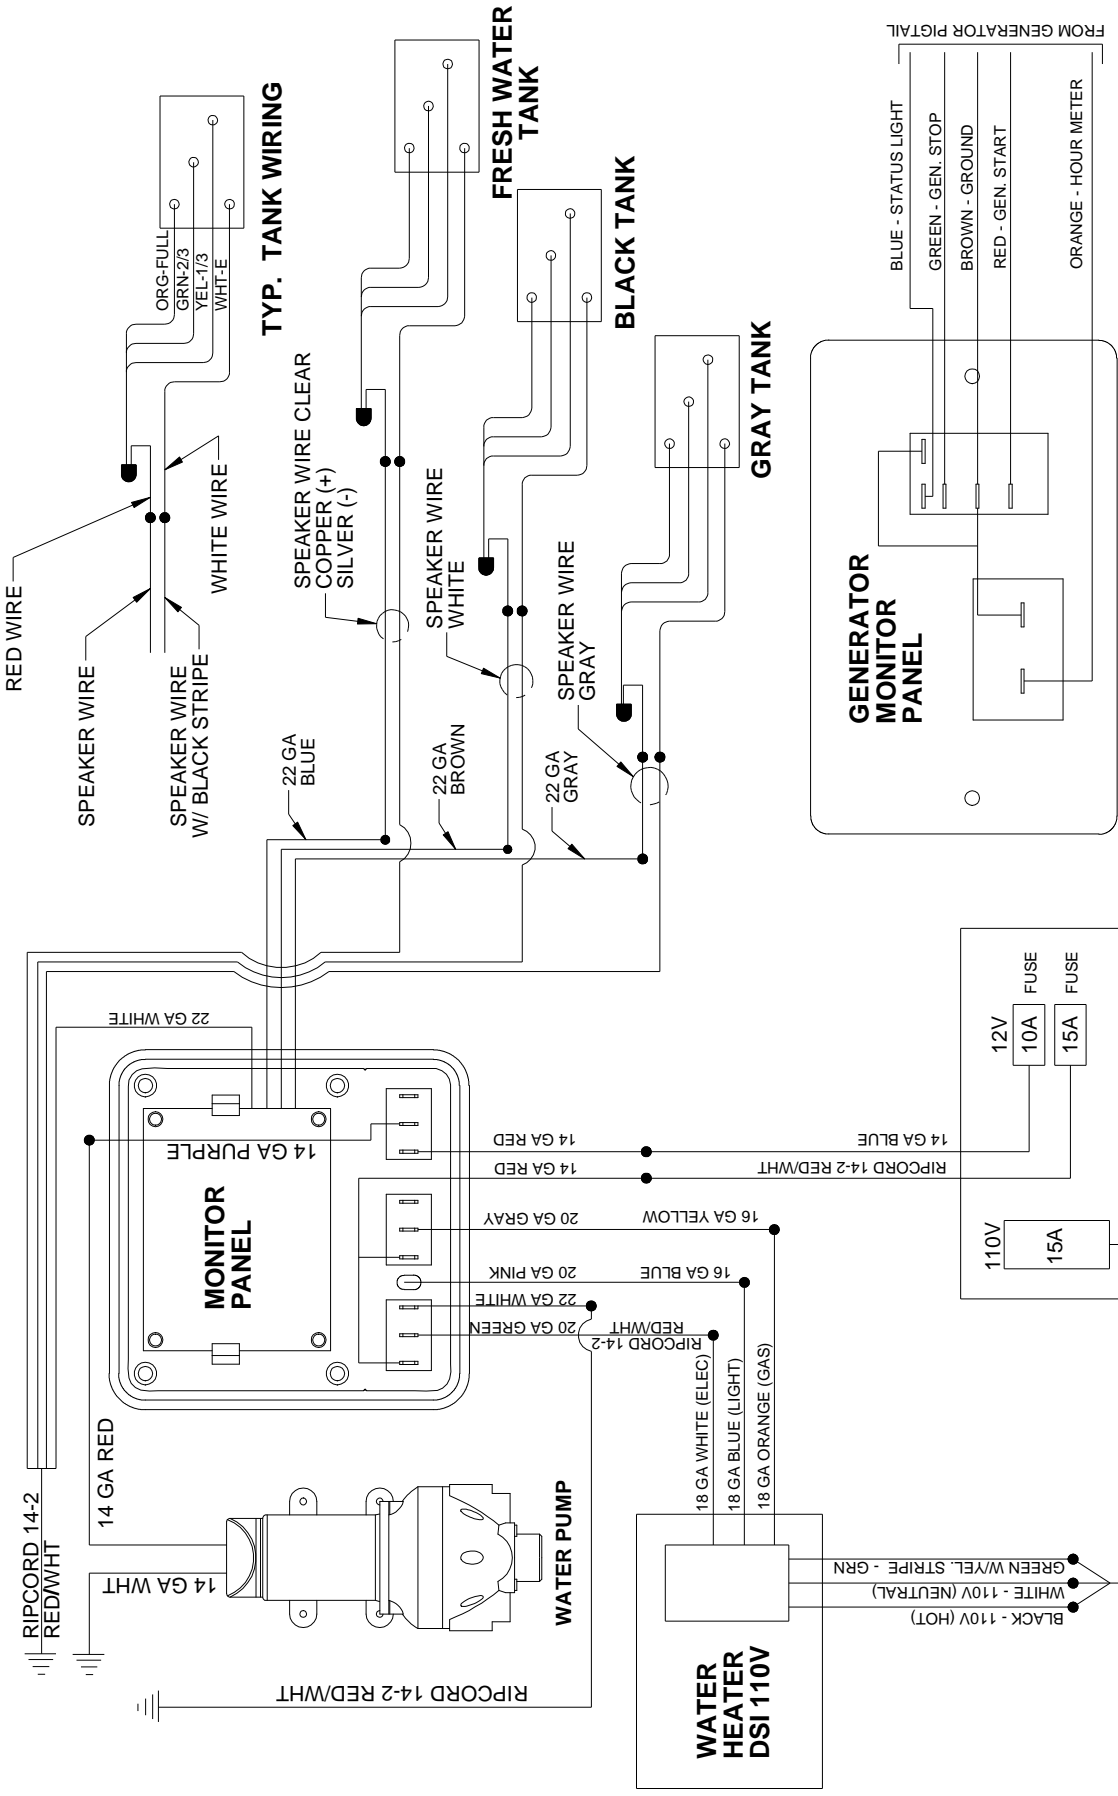 RED WIRE
SPEAKER WIRE
SPEAKER WIRE
W/ BLACK STRIPE
WHITE WIRE
ORG-FULL
GRN-2/3
YEL-1/3
WHT-E
TYP. TANK WIRING
FRESH WATER
TANK
SPEAKER WIRE CLEAR
COPPER (+)
SILVER (-)
BLACK TANK
SPEAKER WIRE
WHITE
GRAY TANK
SPEAKER WIRE
GRAY
22 GA
BLUE
22 GA
BROWN
22 GA
GRAY
FROM GENERATOR PIGTAIL
BLUE - STATUS LIGHT
GREEN - GEN. STOP
BROWN - GROUND
RED - GEN. START
ORANGE - HOUR METER
GENERATOR
MONITOR
PANEL
22 GA WHITE
14 GA PURPLE
MONITOR
PANEL
14 GA RED
14 GA BLUE
14 GA RED
RIPCORD 14-2 RED/WHT
20 GA GRAY
16 GA YELLOW
20 GA PINK
16 GA BLUE
22 GA WHITE
20 GA GREEN
RIPCORD 14-2
RED/WHT
12V
10A
FUSE
15A
FUSE
110V
15A
14 GA RED
RIPCORD 14-2
RED/WHT
14 GA WHT
WATER PUMP
RIPCORD 14-2 RED/WHT
18 GA WHITE (ELEC)
18 GA BLUE (LIGHT)
18 GA ORANGE (GAS)
WATER
HEATER
DSI 110V
GREEN W/YEL. STRIPE - GRN
WHITE - 110V (NEUTRAL)
BLACK - 110V (HOT)